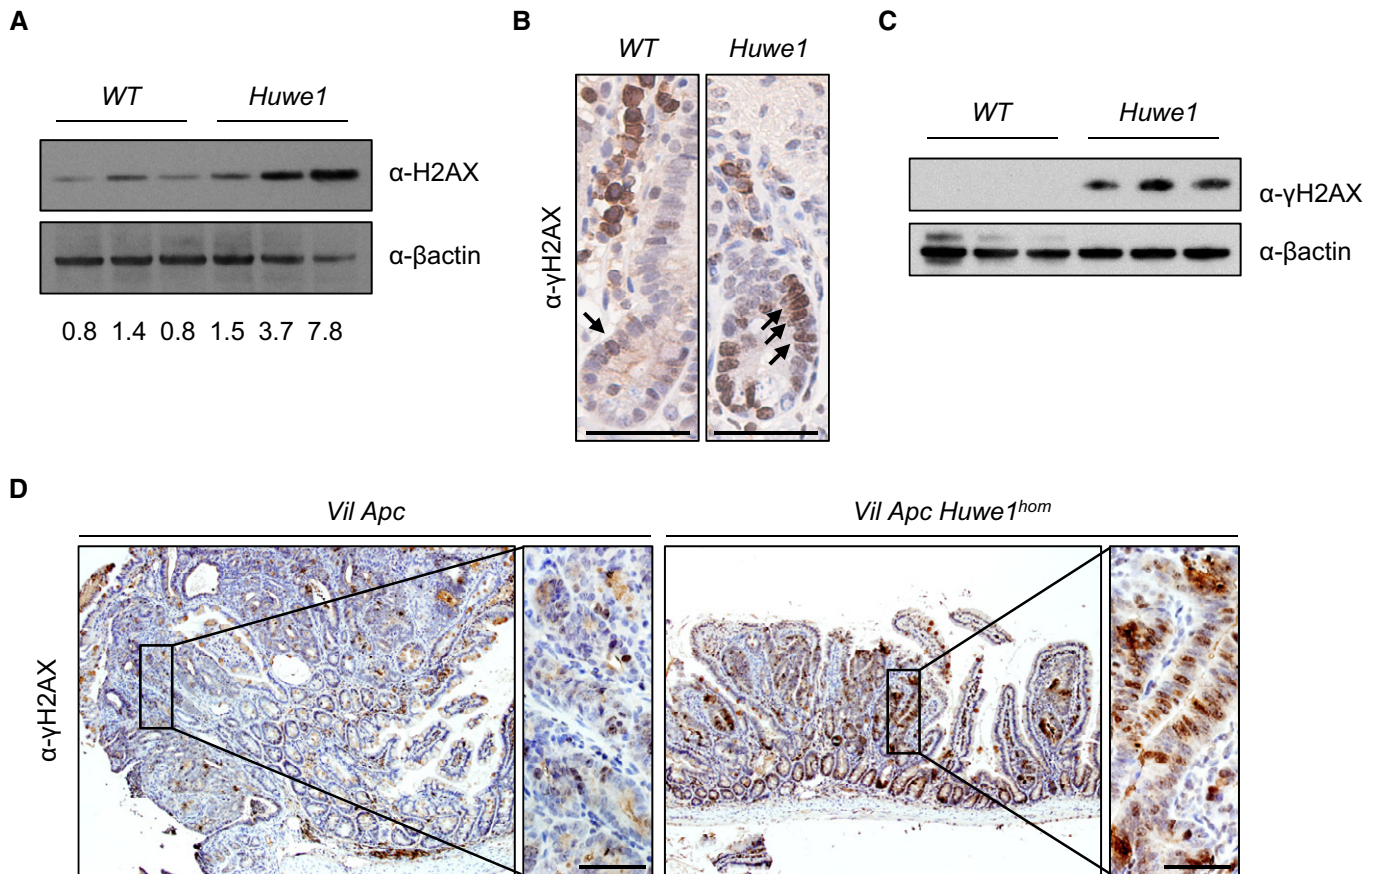 A
WT Huwe1
α-H2AX
α-βactin
0.8 1.4 0.8 1.5 3.7 7.8
B
WT Huwe1
α-γH2AX
C
WT Huwe1
α-γH2AX
α-βactin
D
Vil Apc Vil Apc Huwe1hom
α-γH2AX